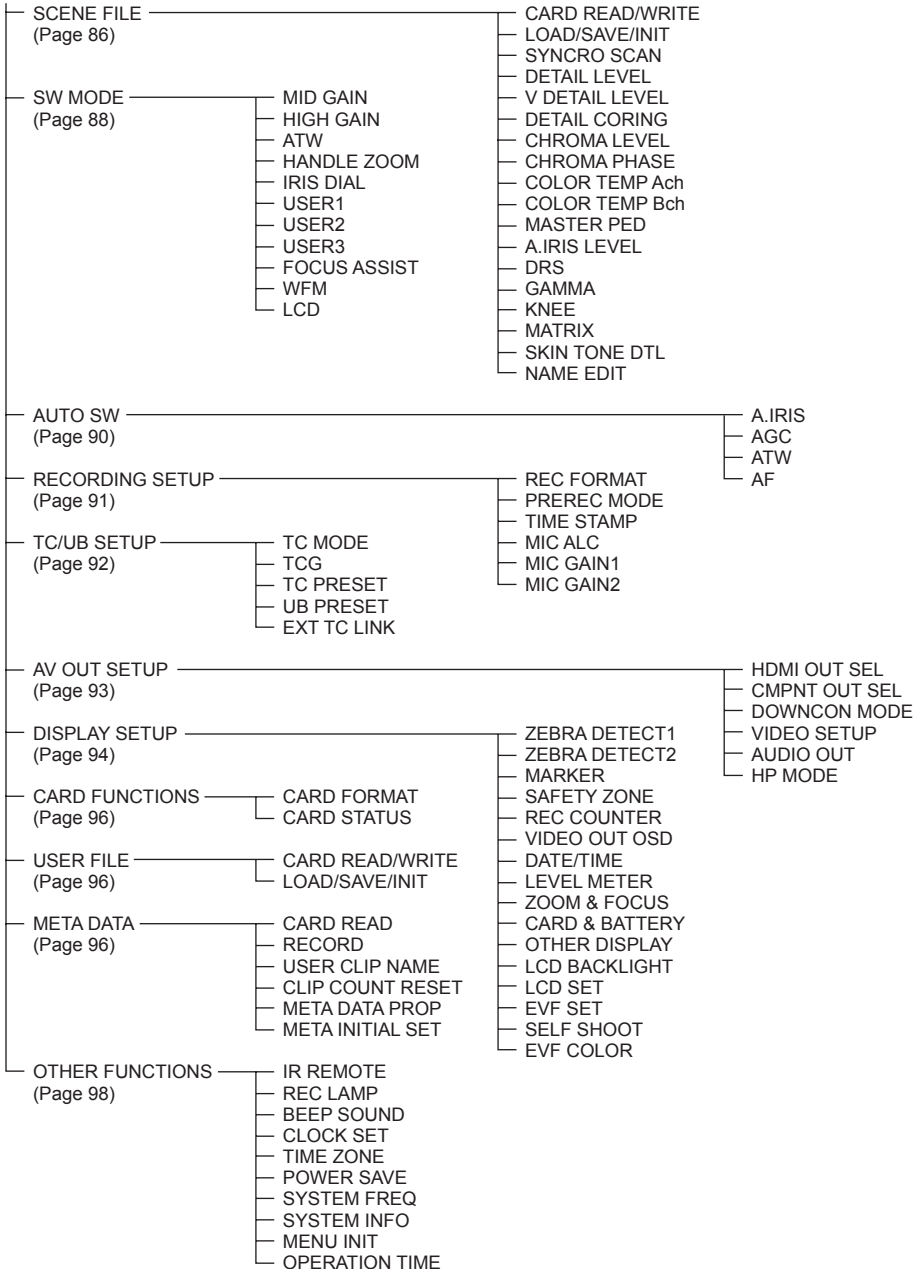 SCENE FILE
(Page 86)
CARD READ/WRITE
LOAD/SAVE/INIT
SYNCRO SCAN
DETAIL LEVEL
V DETAIL LEVEL
DETAIL CORING
CHROMA LEVEL
CHROMA PHASE
COLOR TEMP Ach
COLOR TEMP Bch
MASTER PED
A.IRIS LEVEL
DRS
GAMMA
KNEE
MATRIX
SKIN TONE DTL
NAME EDIT
SW MODE
(Page 88)
MID GAIN
HIGH GAIN
ATW
HANDLE ZOOM
IRIS DIAL
USER1
USER2
USER3
FOCUS ASSIST
WFM
LCD
AUTO SW
(Page 90)
A.IRIS
AGC
ATW
AF
RECORDING SETUP
(Page 91)
REC FORMAT
PREREC MODE
TIME STAMP
MIC ALC
MIC GAIN1
MIC GAIN2
TC/UB SETUP
(Page 92)
TC MODE
TCG
TC PRESET
UB PRESET
EXT TC LINK
AV OUT SETUP
(Page 93)
HDMI OUT SEL
CMPNT OUT SEL
DOWNCON MODE
VIDEO SETUP
AUDIO OUT
HP MODE
DISPLAY SETUP
(Page 94)
ZEBRA DETECT1
ZEBRA DETECT2
MARKER
SAFETY ZONE
REC COUNTER
VIDEO OUT OSD
DATE/TIME
LEVEL METER
ZOOM & FOCUS
CARD & BATTERY
OTHER DISPLAY
LCD BACKLIGHT
LCD SET
EVF SET
SELF SHOOT
EVF COLOR
CARD FUNCTIONS
(Page 96)
CARD FORMAT
CARD STATUS
USER FILE
(Page 96)
CARD READ/WRITE
LOAD/SAVE/INIT
META DATA
(Page 96)
CARD READ
RECORD
USER CLIP NAME
CLIP COUNT RESET
META DATA PROP
META INITIAL SET
OTHER FUNCTIONS
(Page 98)
IR REMOTE
REC LAMP
BEEP SOUND
CLOCK SET
TIME ZONE
POWER SAVE
SYSTEM FREQ
SYSTEM INFO
MENU INIT
OPERATION TIME